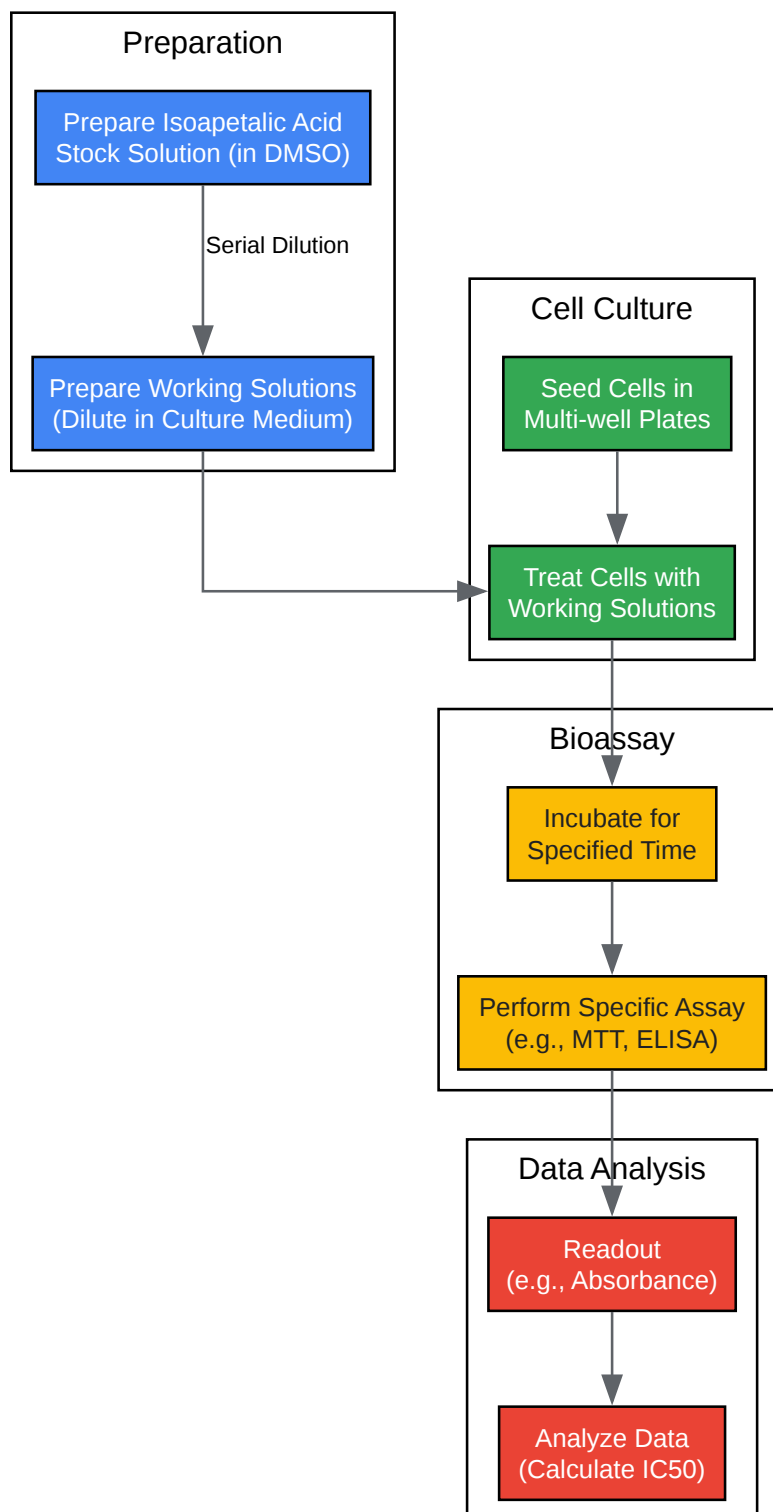 Preparation
Prepare Isoapetalic Acid
Stock Solution (in DMSO)
Serial Dilution
Prepare Working Solutions
(Dilute in Culture Medium)
Cell Culture
Seed Cells in
Multi-well Plates
Treat Cells with
Working Solutions
Bioassay
Incubate for
Specified Time
Perform Specific Assay
(e.g., MTT, ELISA)
Data Analysis
Readout
(e.g., Absorbance)
Analyze Data
(Calculate IC50)